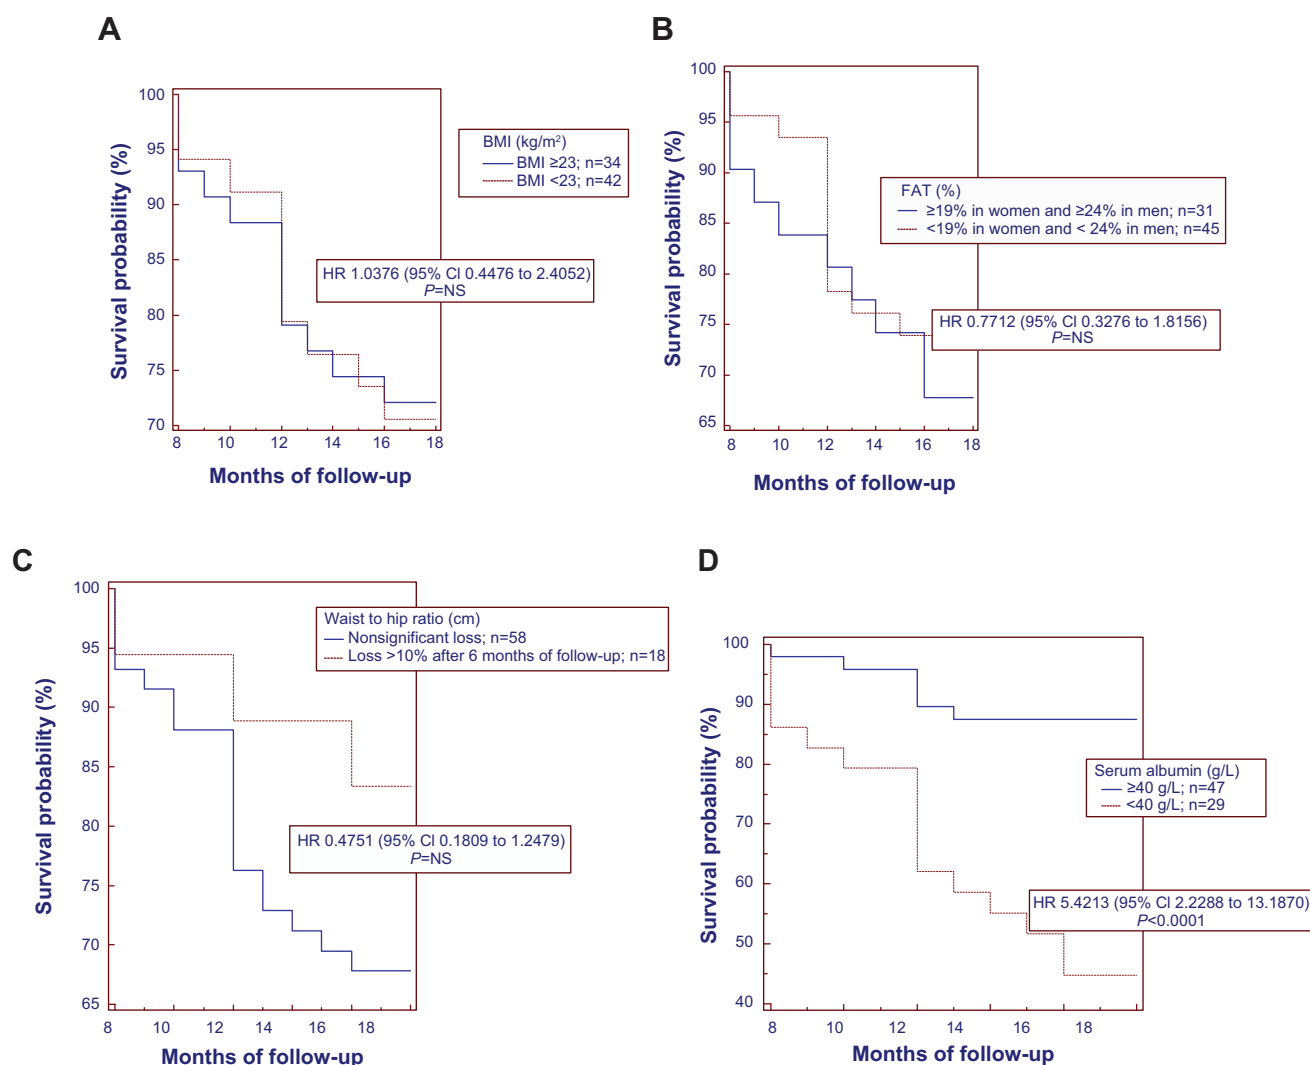 A
100
95
90
85
80
75
70
8
10
12
14
16
18
Survival probability (%)
Months of follow-up
BMI (kg/m²)
BMI ≥23; n=34
BMI <23; n=42
HR 1.0376 (95% CI 0.4476 to 2.4052)
P=NS
B
100
95
90
85
80
75
70
65
8
10
12
14
16
18
Survival probability (%)
Months of follow-up
FAT (%)
≥19% in women and ≥24% in men; n=31
<19% in women and < 24% in men; n=45
HR 0.7712 (95% CI 0.3276 to 1.8156)
P=NS
C
100
95
90
85
80
75
70
65
8
10
12
14
16
18
Survival probability (%)
Months of follow-up
Waist to hip ratio (cm)
Nonsignificant loss; n=58
Loss >10% after 6 months of follow-up; n=18
HR 0.4751 (95% CI 0.1809 to 1.2479)
P=NS
D
100
90
80
70
60
50
40
8
10
12
14
16
18
Survival probability (%)
Months of follow-up
Serum albumin (g/L)
≥40 g/L; n=47
<40 g/L; n=29
HR 5.4213 (95% CI 2.2288 to 13.1870)
P<0.0001